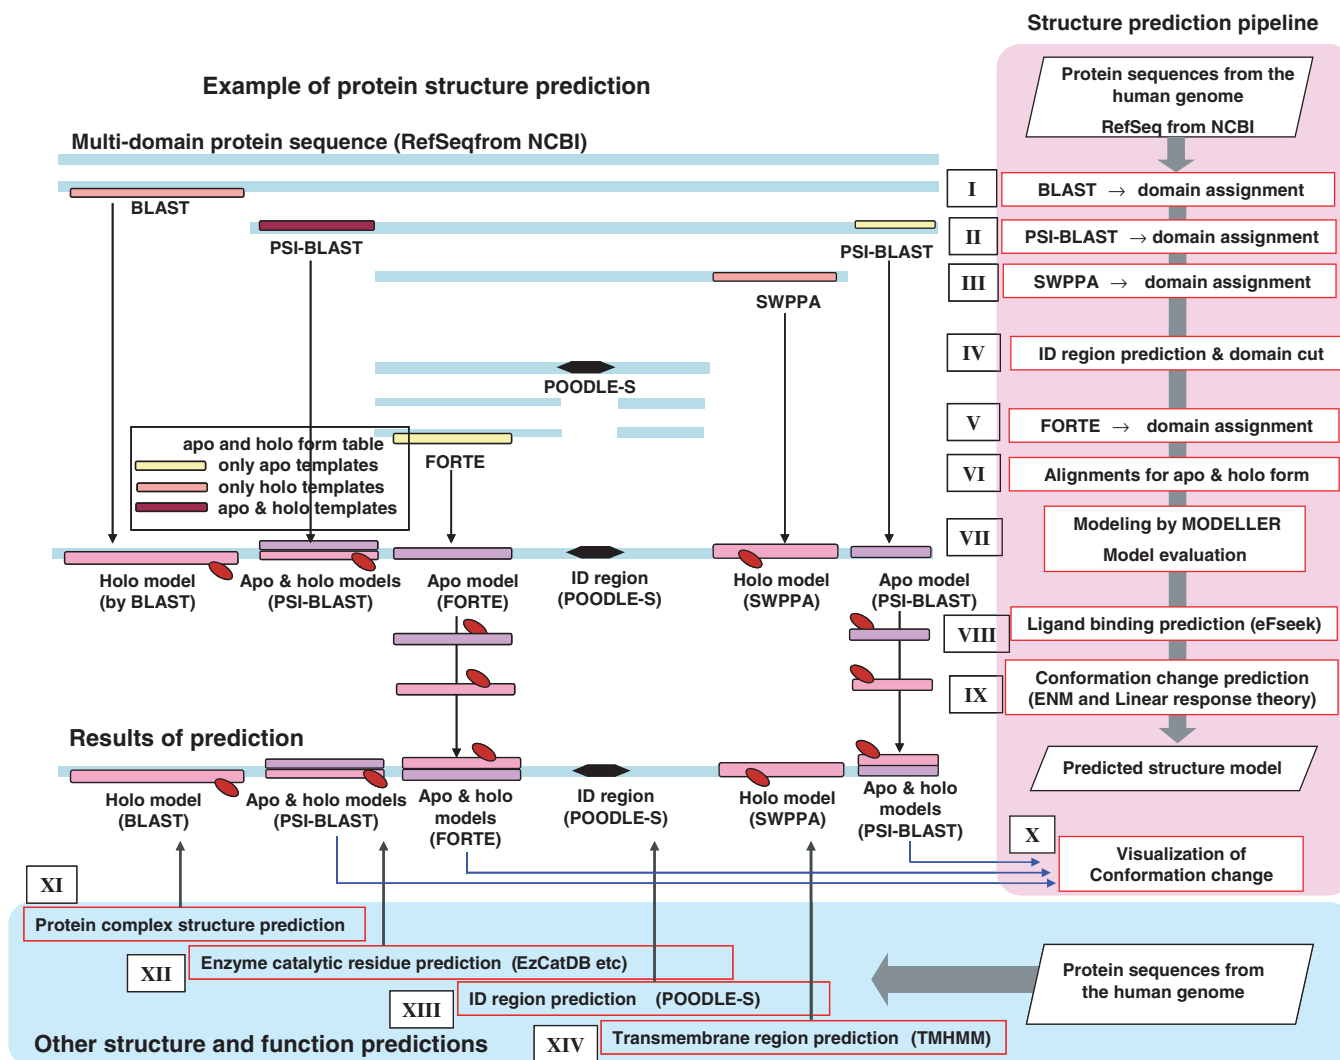 Structure prediction pipeline
Protein sequences from the
human genome
RefSeq from NCBI
Example of protein structure prediction
Multi-domain protein sequence (RefSeqfrom NCBI)
I
BLAST → domain assignment
BLAST
II
PSI-BLAST → domain assignment
PSI-BLAST
PSI-BLAST
III
SWPPA → domain assignment
SWPPA
IV
ID region prediction & domain cut
POODLE-S
V
FORTE → domain assignment
apo and holo form table
only apo templates
only holo templates
apo & holo templates
FORTE
VI
Alignments for apo & holo form
VII
Modeling by MODELLER
Model evaluation
Holo model
(by BLAST)
Apo & holo models
(PSI-BLAST)
Apo model
(FORTE)
ID region
(POODLE-S)
Holo model
(SWPPA)
Apo model
(PSI-BLAST)
VIII
Ligand binding prediction (eFseek)
IX
Conformation change prediction
(ENM and Linear response theory)
Results of prediction
Predicted structure model
Holo model
(BLAST)
Apo & holo models
(PSI-BLAST)
Apo & holo
models
(FORTE)
ID region
(POODLE-S)
Holo model
(SWPPA)
Apo & holo
models
(PSI-BLAST)
X
Visualization of
Conformation change
XI
Protein complex structure prediction
XII
Enzyme catalytic residue prediction (EzCatDB etc)
XIII
ID region prediction (POODLE-S)
XIV
Transmembrane region prediction (TMHMM)
Protein sequences from
the human genome
Other structure and function predictions